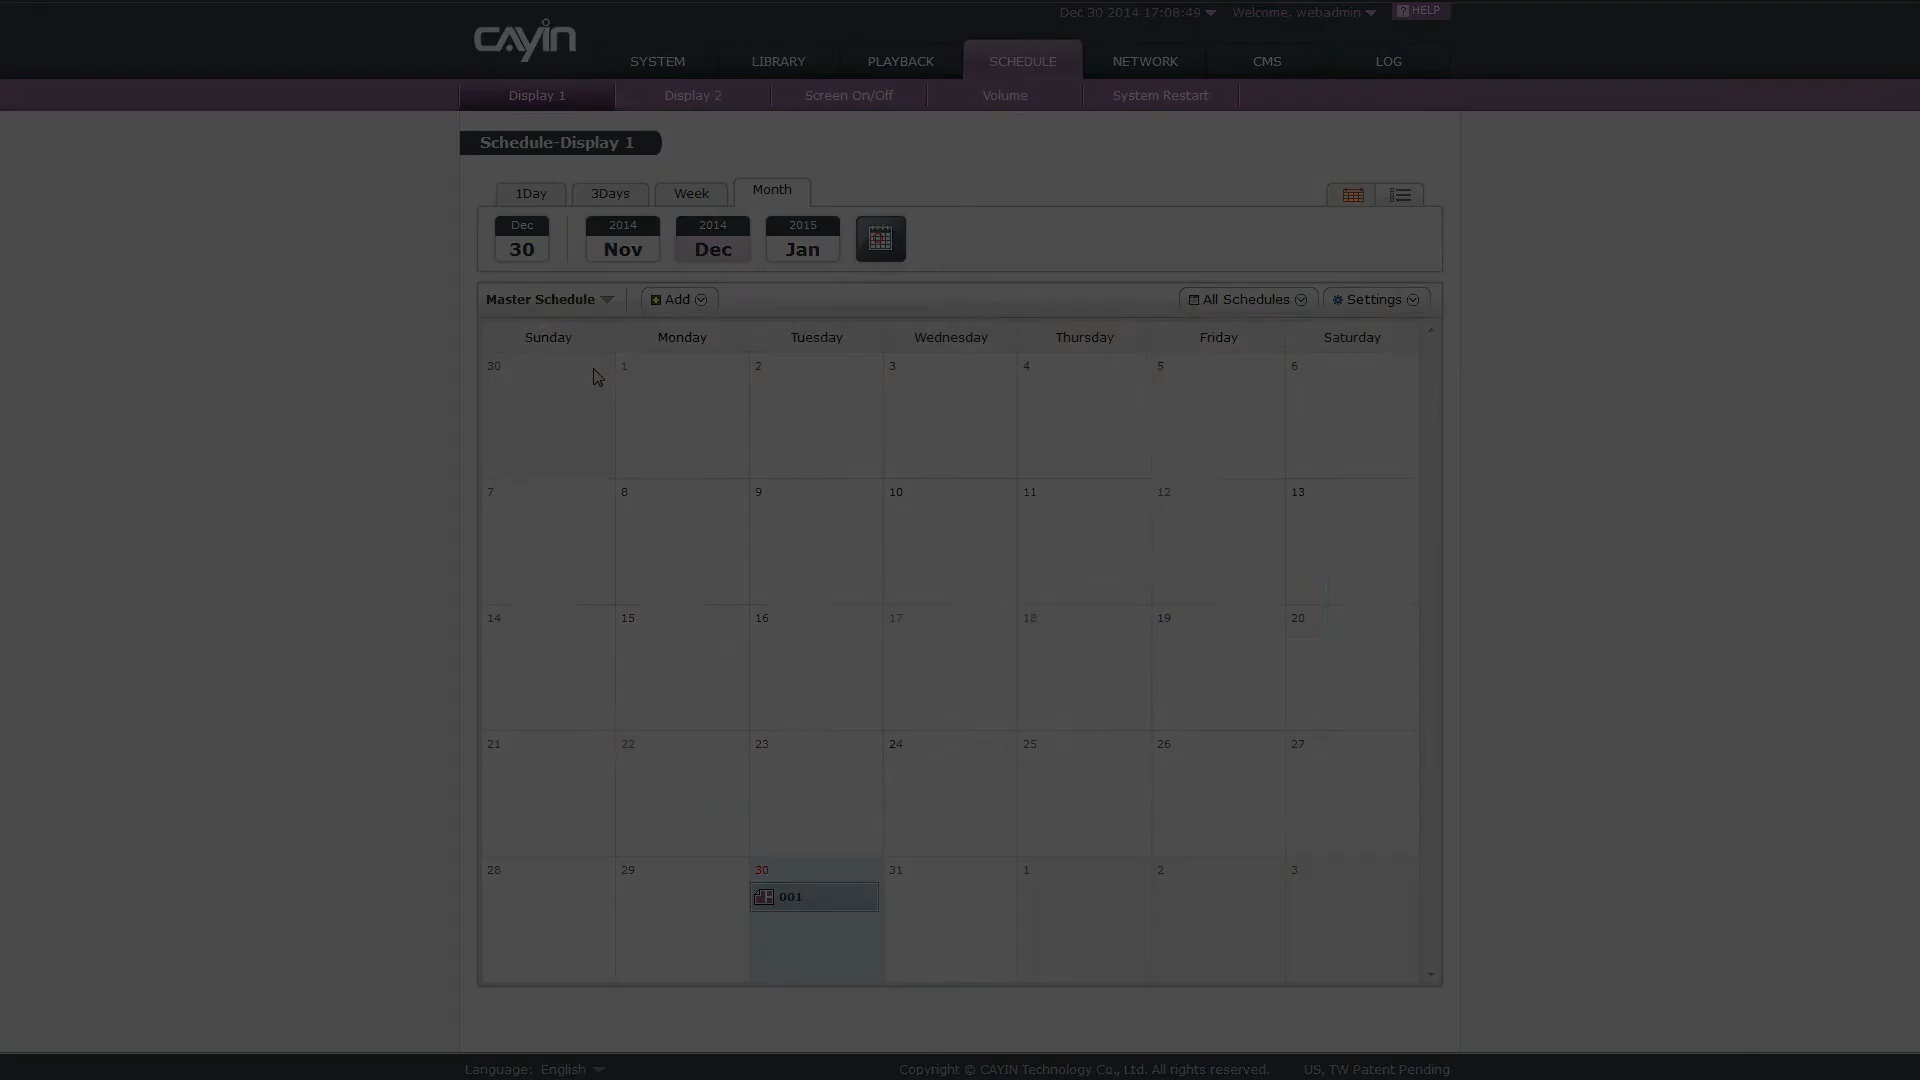 Dec 30 2014 17:08:49 Welcome, webadmin ? HELP
CAYIN
SYSTEM LIBRARY PLAYBACK SCHEDULE NETWORK CMS LOG
Display 1 Display 2 Screen On/Off Volume System Restart
Schedule-Display 1
1Day 3Days Week Month
Dec 2014 2014 2015
30 Nov Dec Jan
Master Schedule Add All Schedules Settings
Sunday Monday Tuesday Wednesday Thursday Friday Saturday
30 1 2 3 4 5 6
7 8 9 10 11 12 13
14 15 16 17 18 19 20
21 22 23 24 25 26 27
28 29 30 31 1 2 3
001
Language: English Copyright © CAYIN Technology Co., Ltd. All rights reserved. US, TW Patent Pending